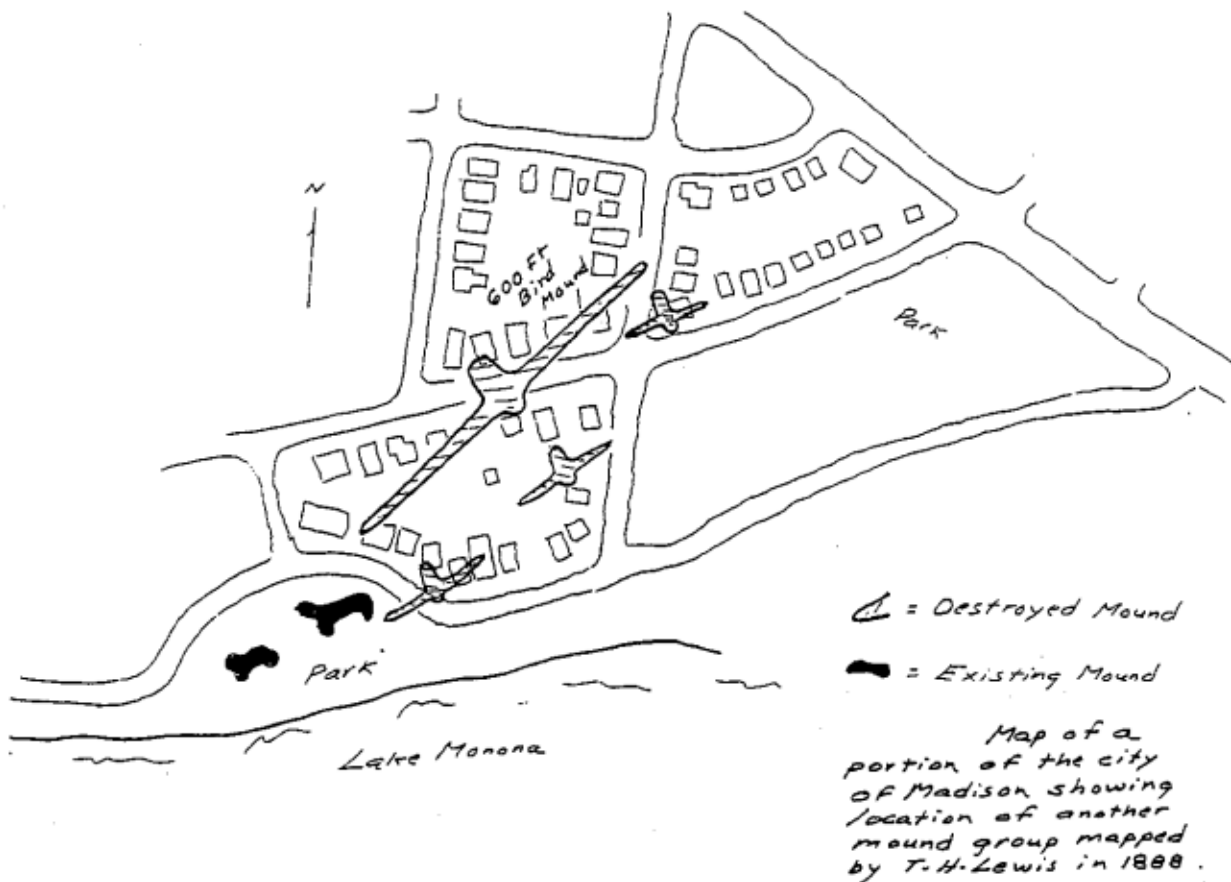 N
600 Ft
Bird
Mound
Park
Park
Lake Monona
= Destroyed Mound
= Existing Mound
Map of a
portion of the city
of Madison showing
location of another
mound group mapped
by T.H.Lewis in 1888.